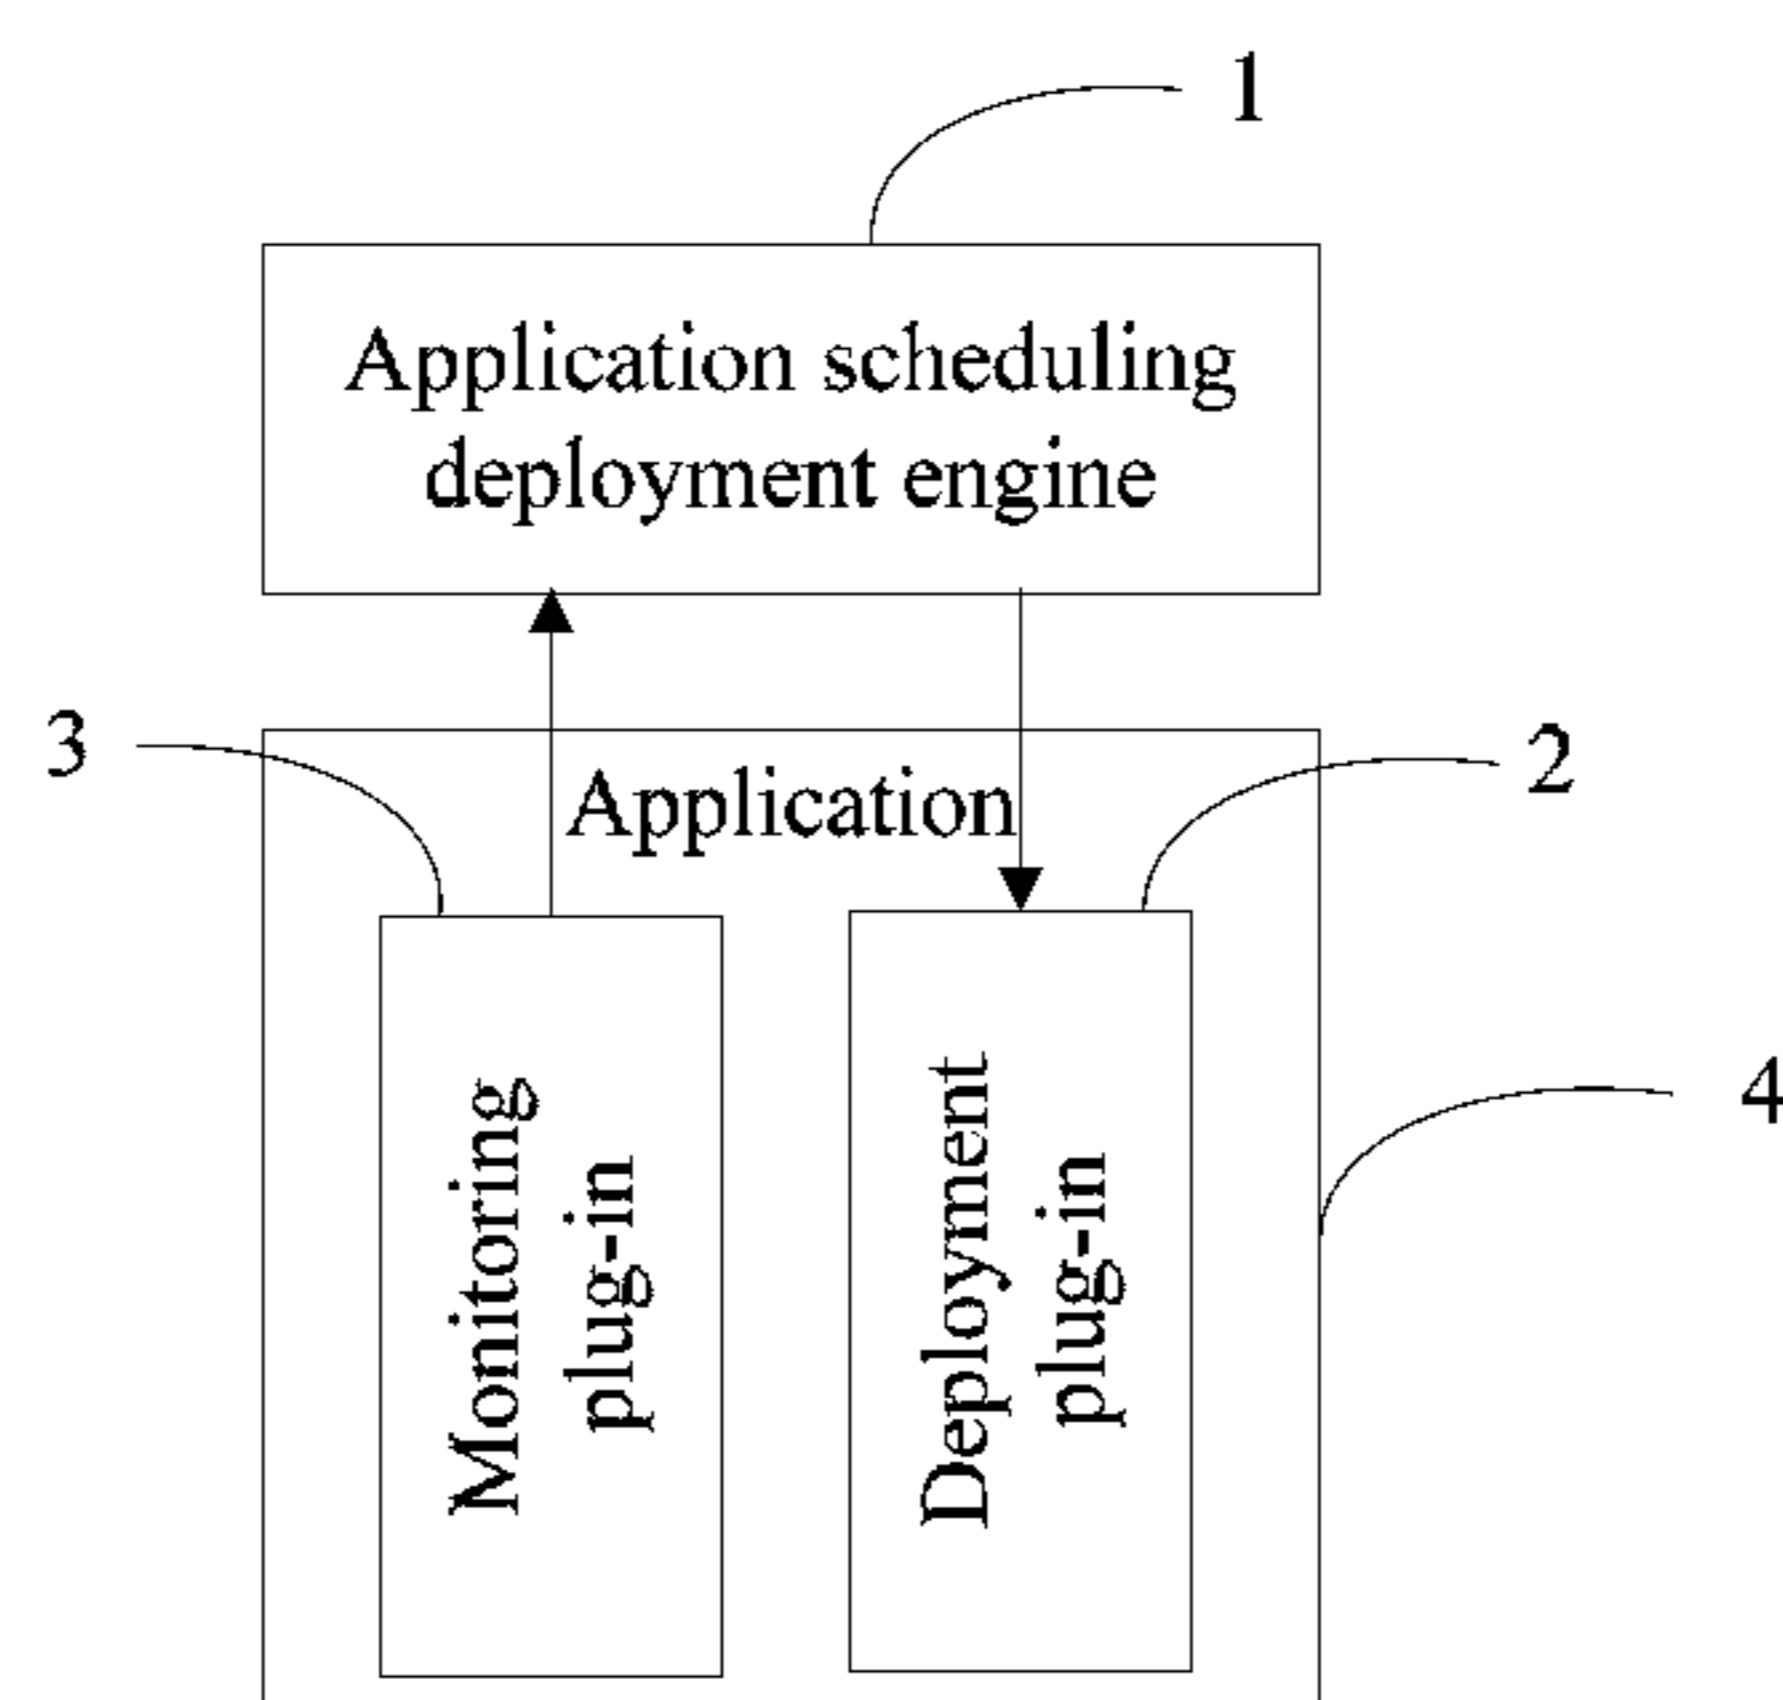 1
Application scheduling
deployment engine
3
2
Application
4
Monitoring
plug-in
Deployment
plug-in